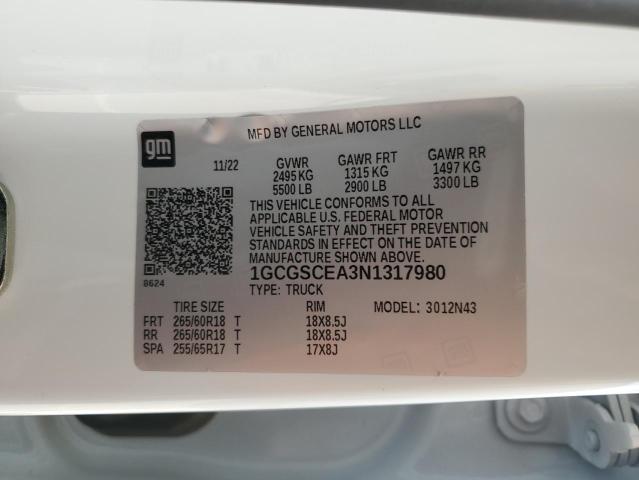 MFD BY GENERAL MOTORS LLC
gm
11/22 GVWR GAWR FRT GAWR RR
2495 KG 1315 KG 1497 KG
5500 LB 2900 LB 3300 LB
THIS VEHICLE CONFORMS TO ALL
APPLICABLE U.S. FEDERAL MOTOR
VEHICLE SAFETY AND THEFT PREVENTION
STANDARDS IN EFFECT ON THE DATE OF
MANUFACTURE SHOWN ABOVE.
1GCGSCEA3N1317980
8624
TYPE: TRUCK
TIRE SIZE RIM MODEL: 3012N43
FRT 265/60R18 T 18X8.5J
RR 265/60R18 T 18X8.5J
SPA 255/65R17 T 17X8J